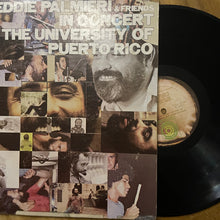 EDDIE PALMIERI & FRIENDS
IN CONCERT
THE UNIVERSITY OF
PUERTO RICO